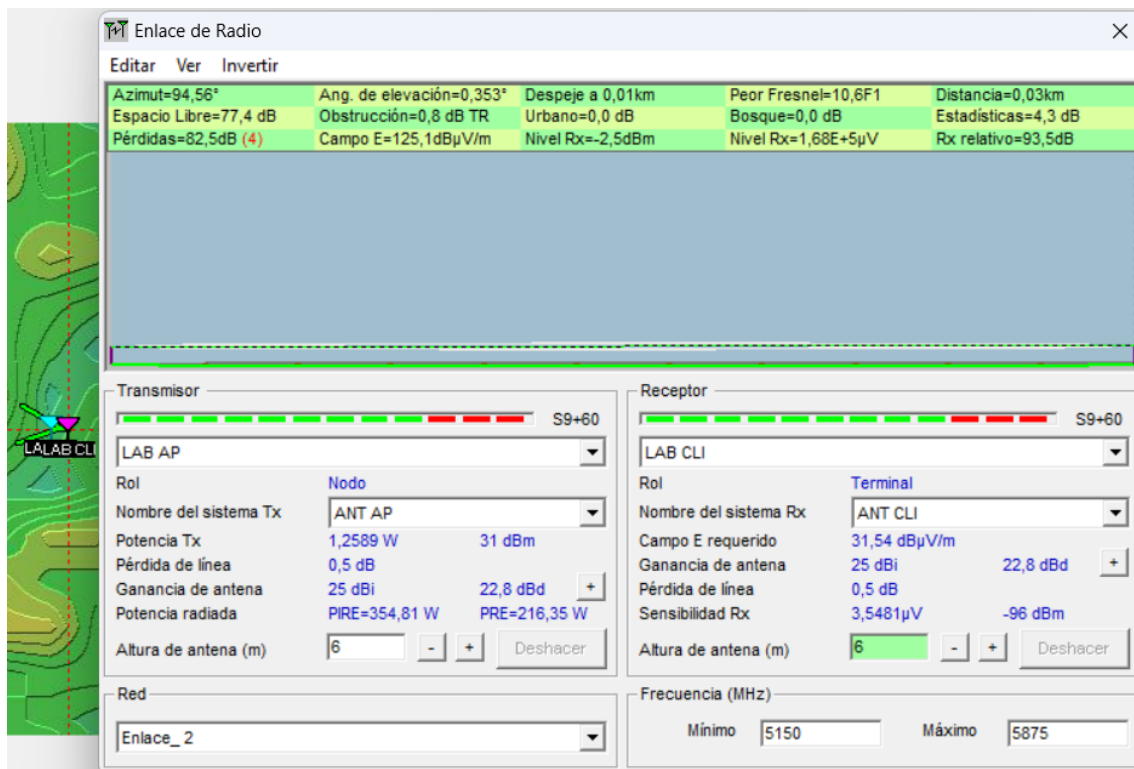 Enlace de Radio
Editar Ver Invertir
Azimut=94,56° Ang. de elevación=0,353° Despeje a 0,01km Peor Fresnel=10,6F1 Distancia=0,03km
Espacio Libre=77,4 dB Obstrucción=0,8 dB TR Urbano=0,0 dB Bosque=0,0 dB Estadísticas=4,3 dB
Pérdidas=82,5dB (4) Campo E=125,1dBµV/m Nivel Rx=-2,5dBm Nivel Rx=1,68E+5µV Rx relativo=93,5dB
LALAB CLI
Transmisor
S9+60
LAB AP
Rol Nodo
Nombre del sistema Tx ANT AP
Potencia Tx 1,2589 W 31 dBm
Pérdida de línea 0,5 dB
Ganancia de antena 25 dBi 22,8 dBd +
Potencia radiada PIRE=354,81 W PRE=216,35 W
Altura de antena (m) 6 - + Deshacer
Red
Enlace_ 2
Receptor
S9+60
LAB CLI
Rol Terminal
Nombre del sistema Rx ANT CLI
Campo E requerido 31,54 dBµV/m
Ganancia de antena 25 dBi 22,8 dBd +
Pérdida de línea 0,5 dB
Sensibilidad Rx 3,5481µV -96 dBm
Altura de antena (m) 6 - + Deshacer
Frecuencia (MHz)
Mínimo 5150 Máximo 5875